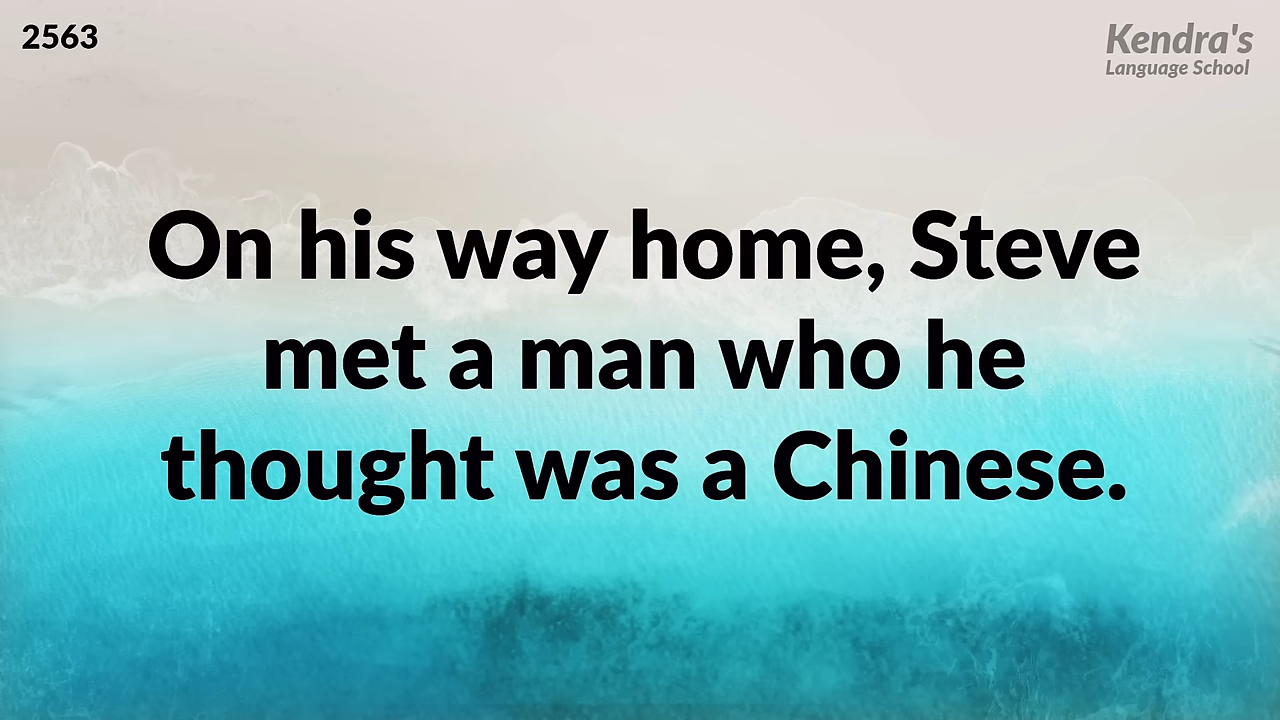 2563
Kendra's
Language School
On his way home, Steve
met a man who he
thought was a Chinese.